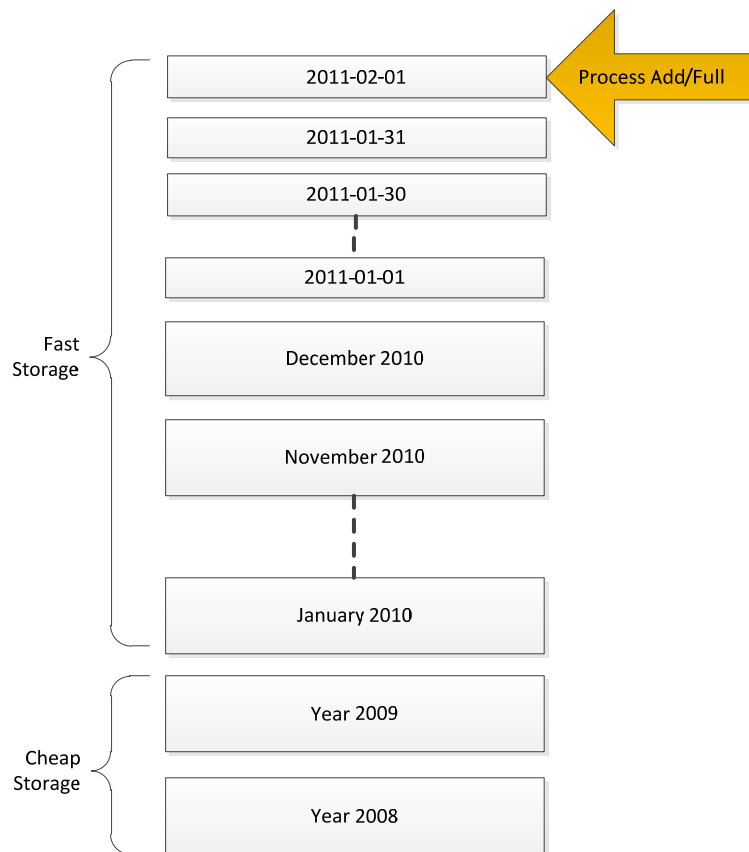 2011-02-01
Process Add/Full
2011-01-31
2011-01-30
2011-01-01
Fast
Storage
December 2010
November 2010
January 2010
Year 2009
Cheap
Storage
Year 2008